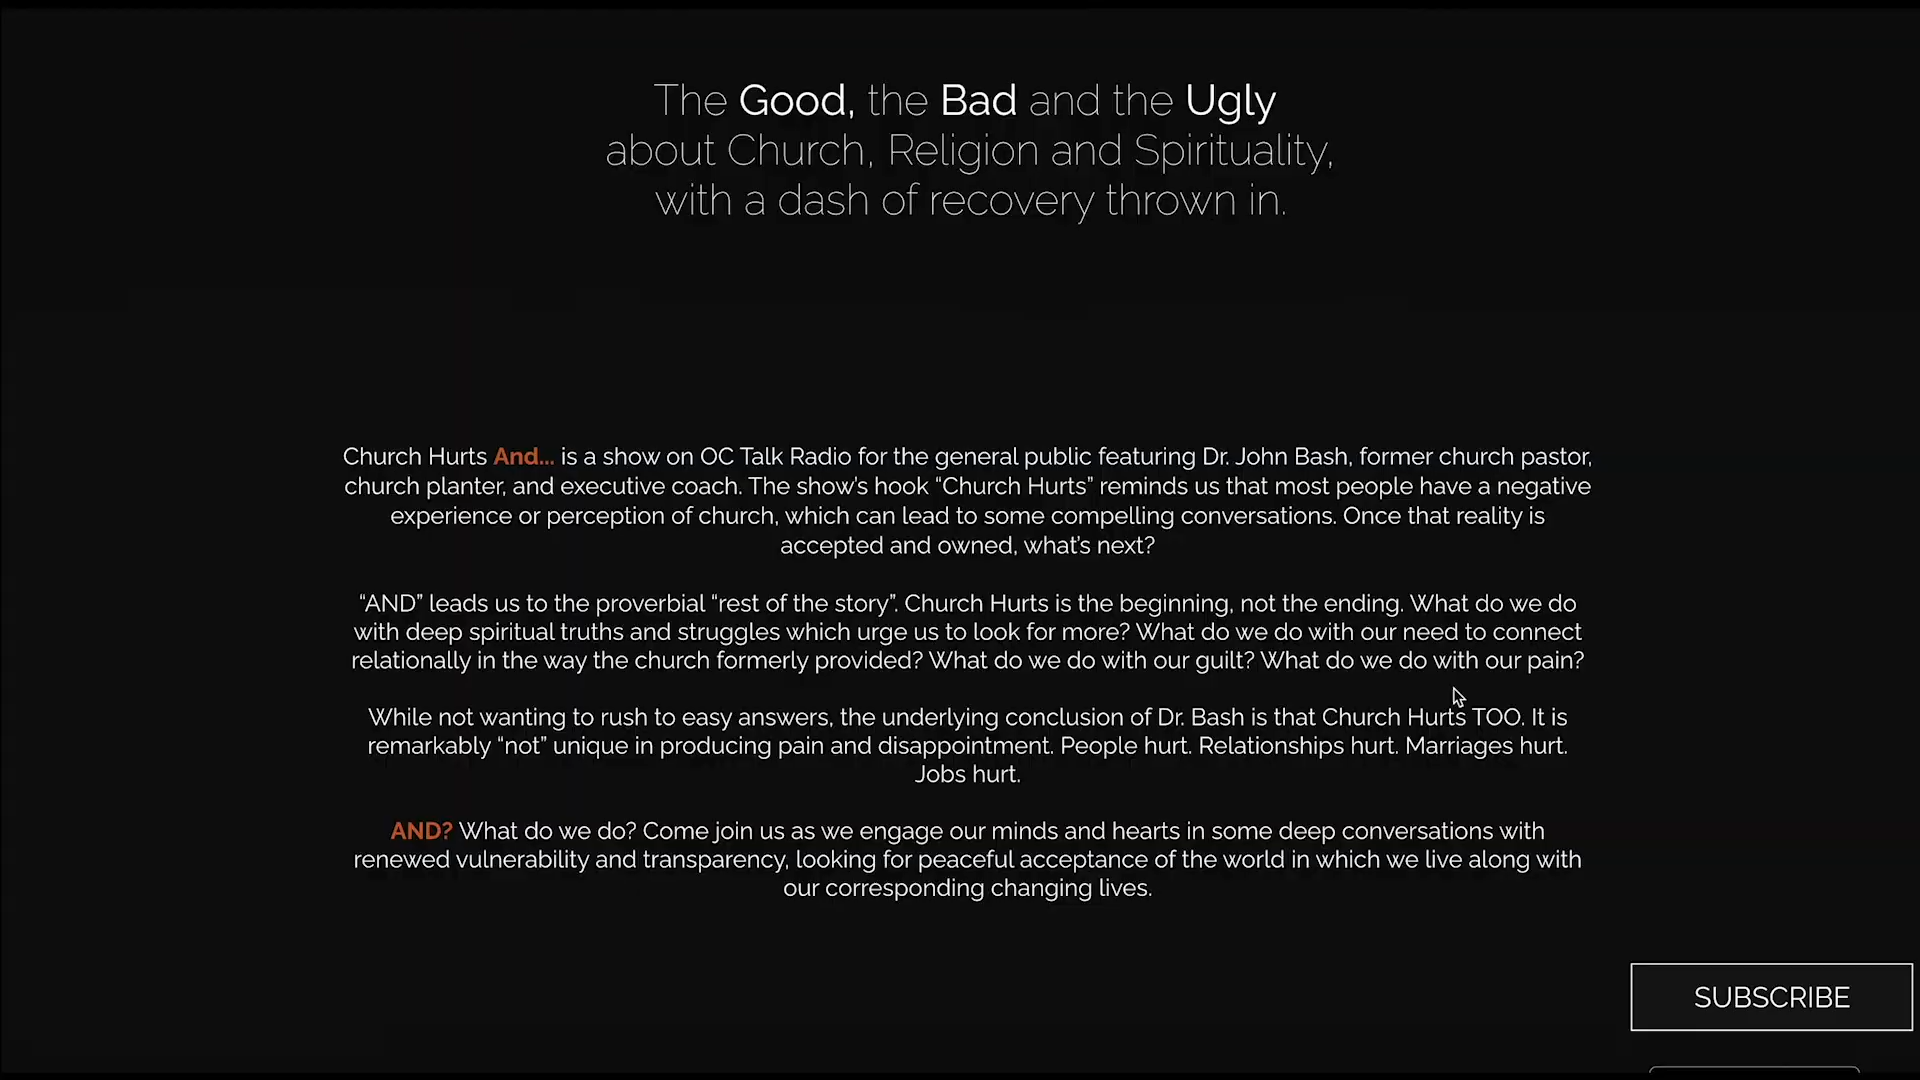 The Good, the Bad and the Ugly
about Church, Religion and Spirituality,
with a dash of recovery thrown in.
Church Hurts And... is a show on OC Talk Radio for the general public featuring Dr. John Bash, former church pastor,
church planter, and executive coach. The show's hook “Church Hurts” reminds us that most people have a negative
experience or perception of church, which can lead to some compelling conversations. Once that reality is
accepted and owned, what's next?
“AND” leads us to the proverbial “rest of the story”. Church Hurts is the beginning, not the ending. What do we do
with deep spiritual truths and struggles which urge us to look for more? What do we do with our need to connect
relationally in the way the church formerly provided? What do we do with our guilt? What do we do with our pain?
While not wanting to rush to easy answers, the underlying conclusion of Dr. Bash is that Church Hurts TOO. It is
remarkably “not” unique in producing pain and disappointment. People hurt. Relationships hurt. Marriages hurt.
Jobs hurt.
AND? What do we do? Come join us as we engage our minds and hearts in some deep conversations with
renewed vulnerability and transparency, looking for peaceful acceptance of the world in which we live along with
our corresponding changing lives.
SUBSCRIBE